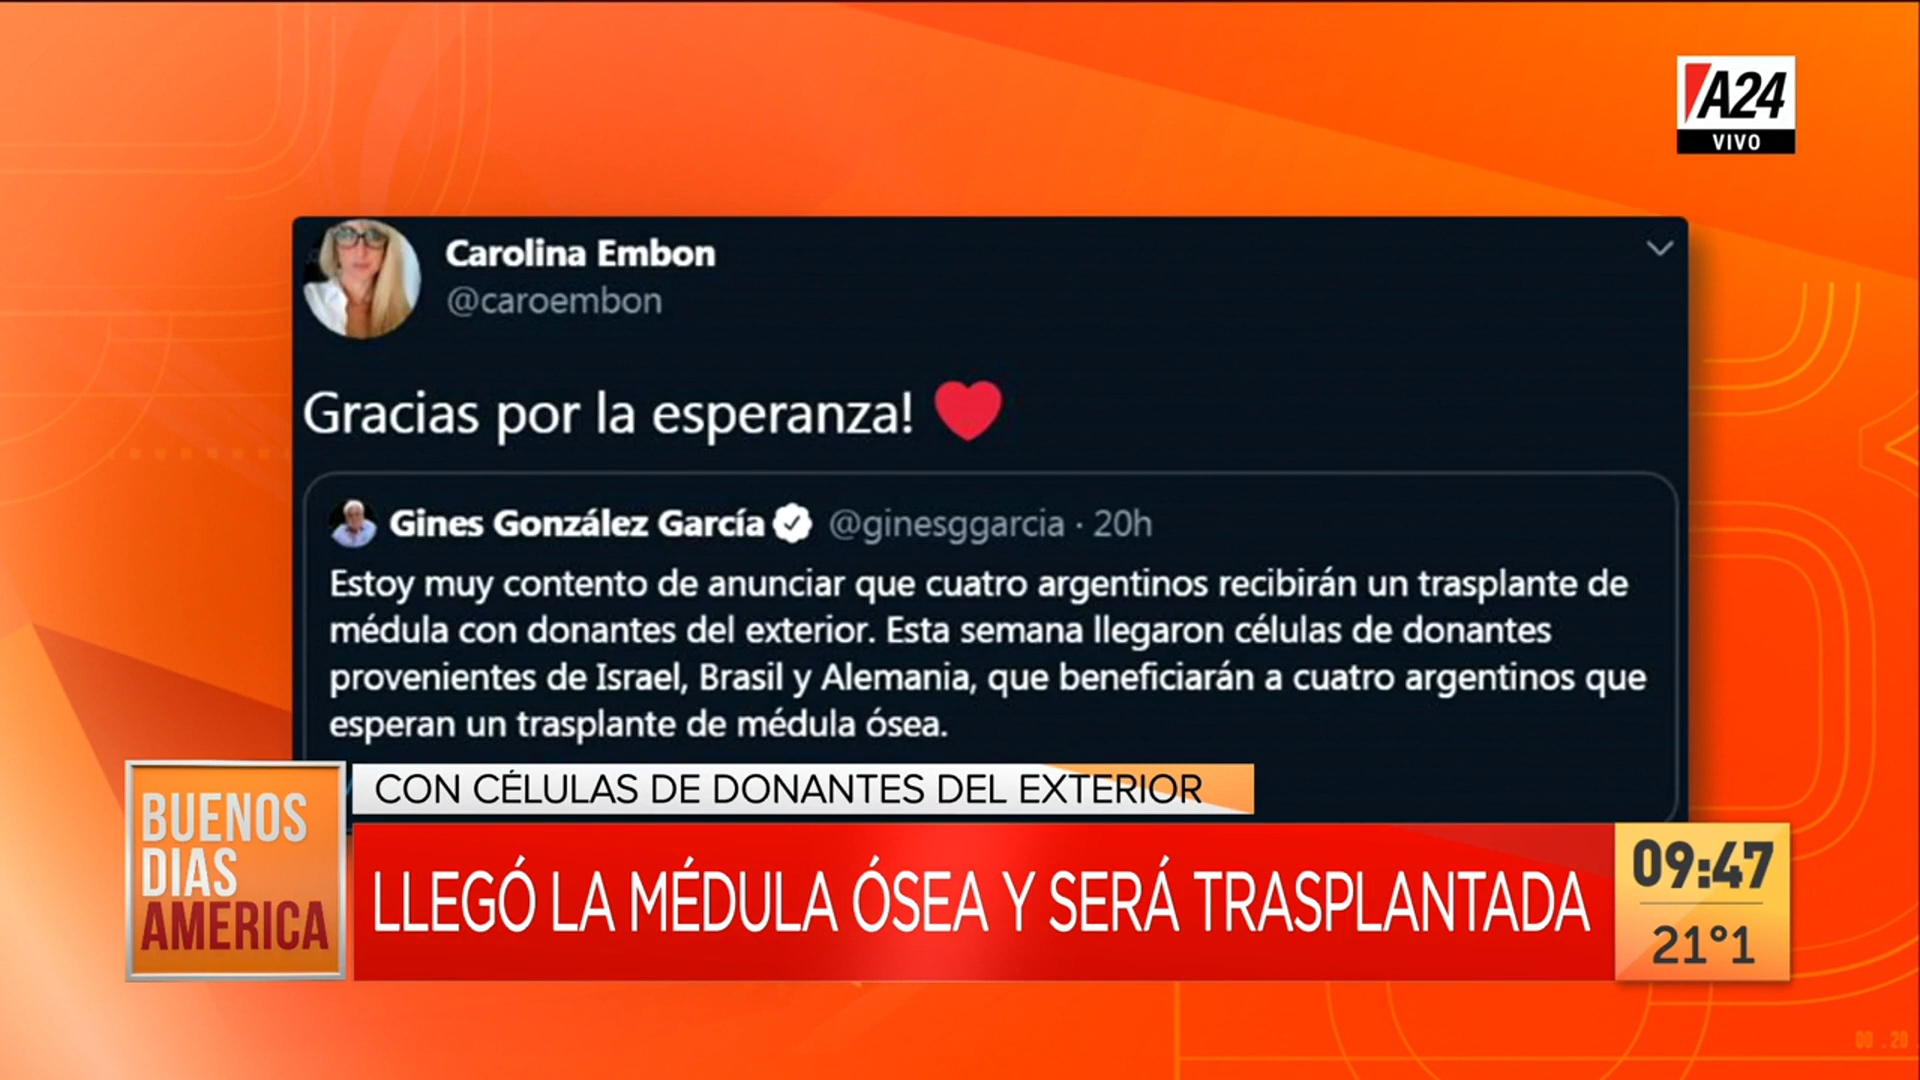 A24
VIVO
Carolina Embon
@caroembon
Gracias por la esperanza! ❤
Gines González García @ginesggarcia · 20h
Estoy muy contento de anunciar que cuatro argentinos recibirán un trasplante de
médula con donantes del exterior. Esta semana llegaron células de donantes
provenientes de Israel, Brasil y Alemania, que beneficiarán a cuatro argentinos que
esperan un trasplante de médula ósea.
CON CÉLULAS DE DONANTES DEL EXTERIOR
BUENOS
DIAS
AMERICA
LLEGÓ LA MÉDULA ÓSEA Y SERÁ TRASPLANTADA
09:47
21°1